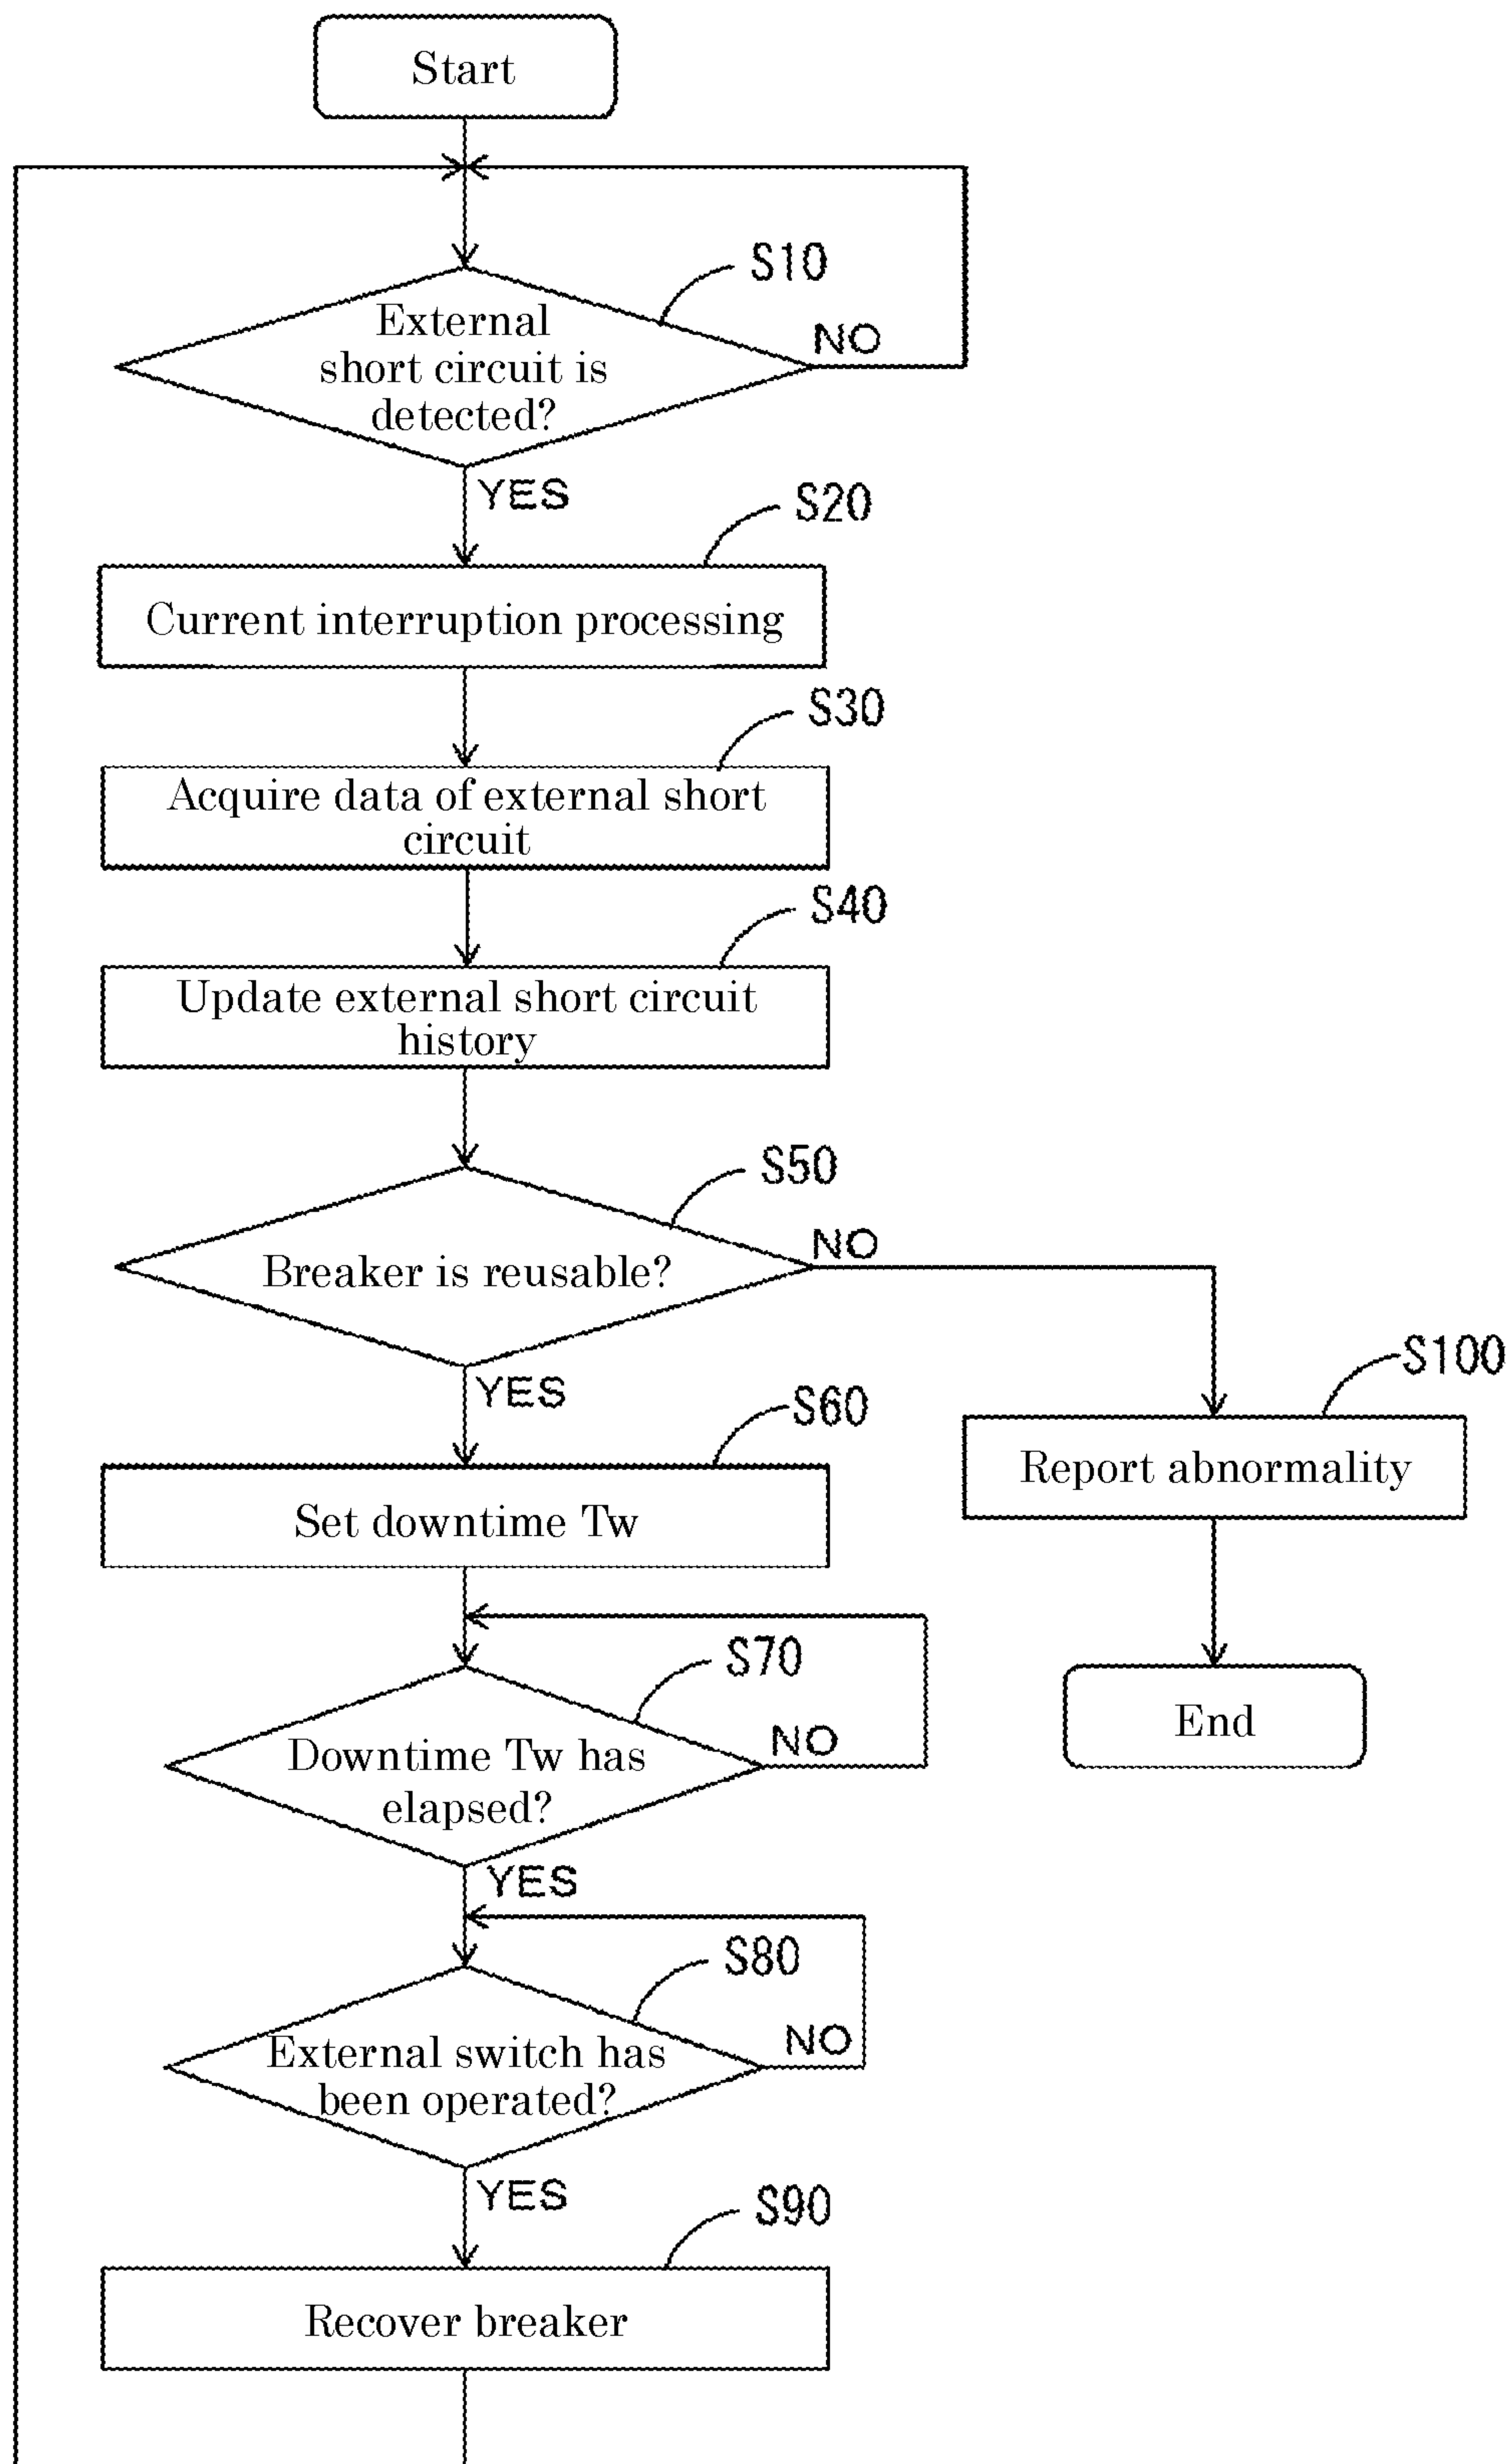 Start
S10
External
short circuit is
detected?
NO
YES
S20
Current interruption processing
S30
Acquire data of external short
circuit
S40
Update external short circuit
history
S50
Breaker is reusable?
NO
YES
S60
Set downtime Tw
S100
Report abnormality
S70
Downtime Tw has
elapsed?
NO
End
YES
S80
External switch has
been operated?
NO
YES
S90
Recover breaker